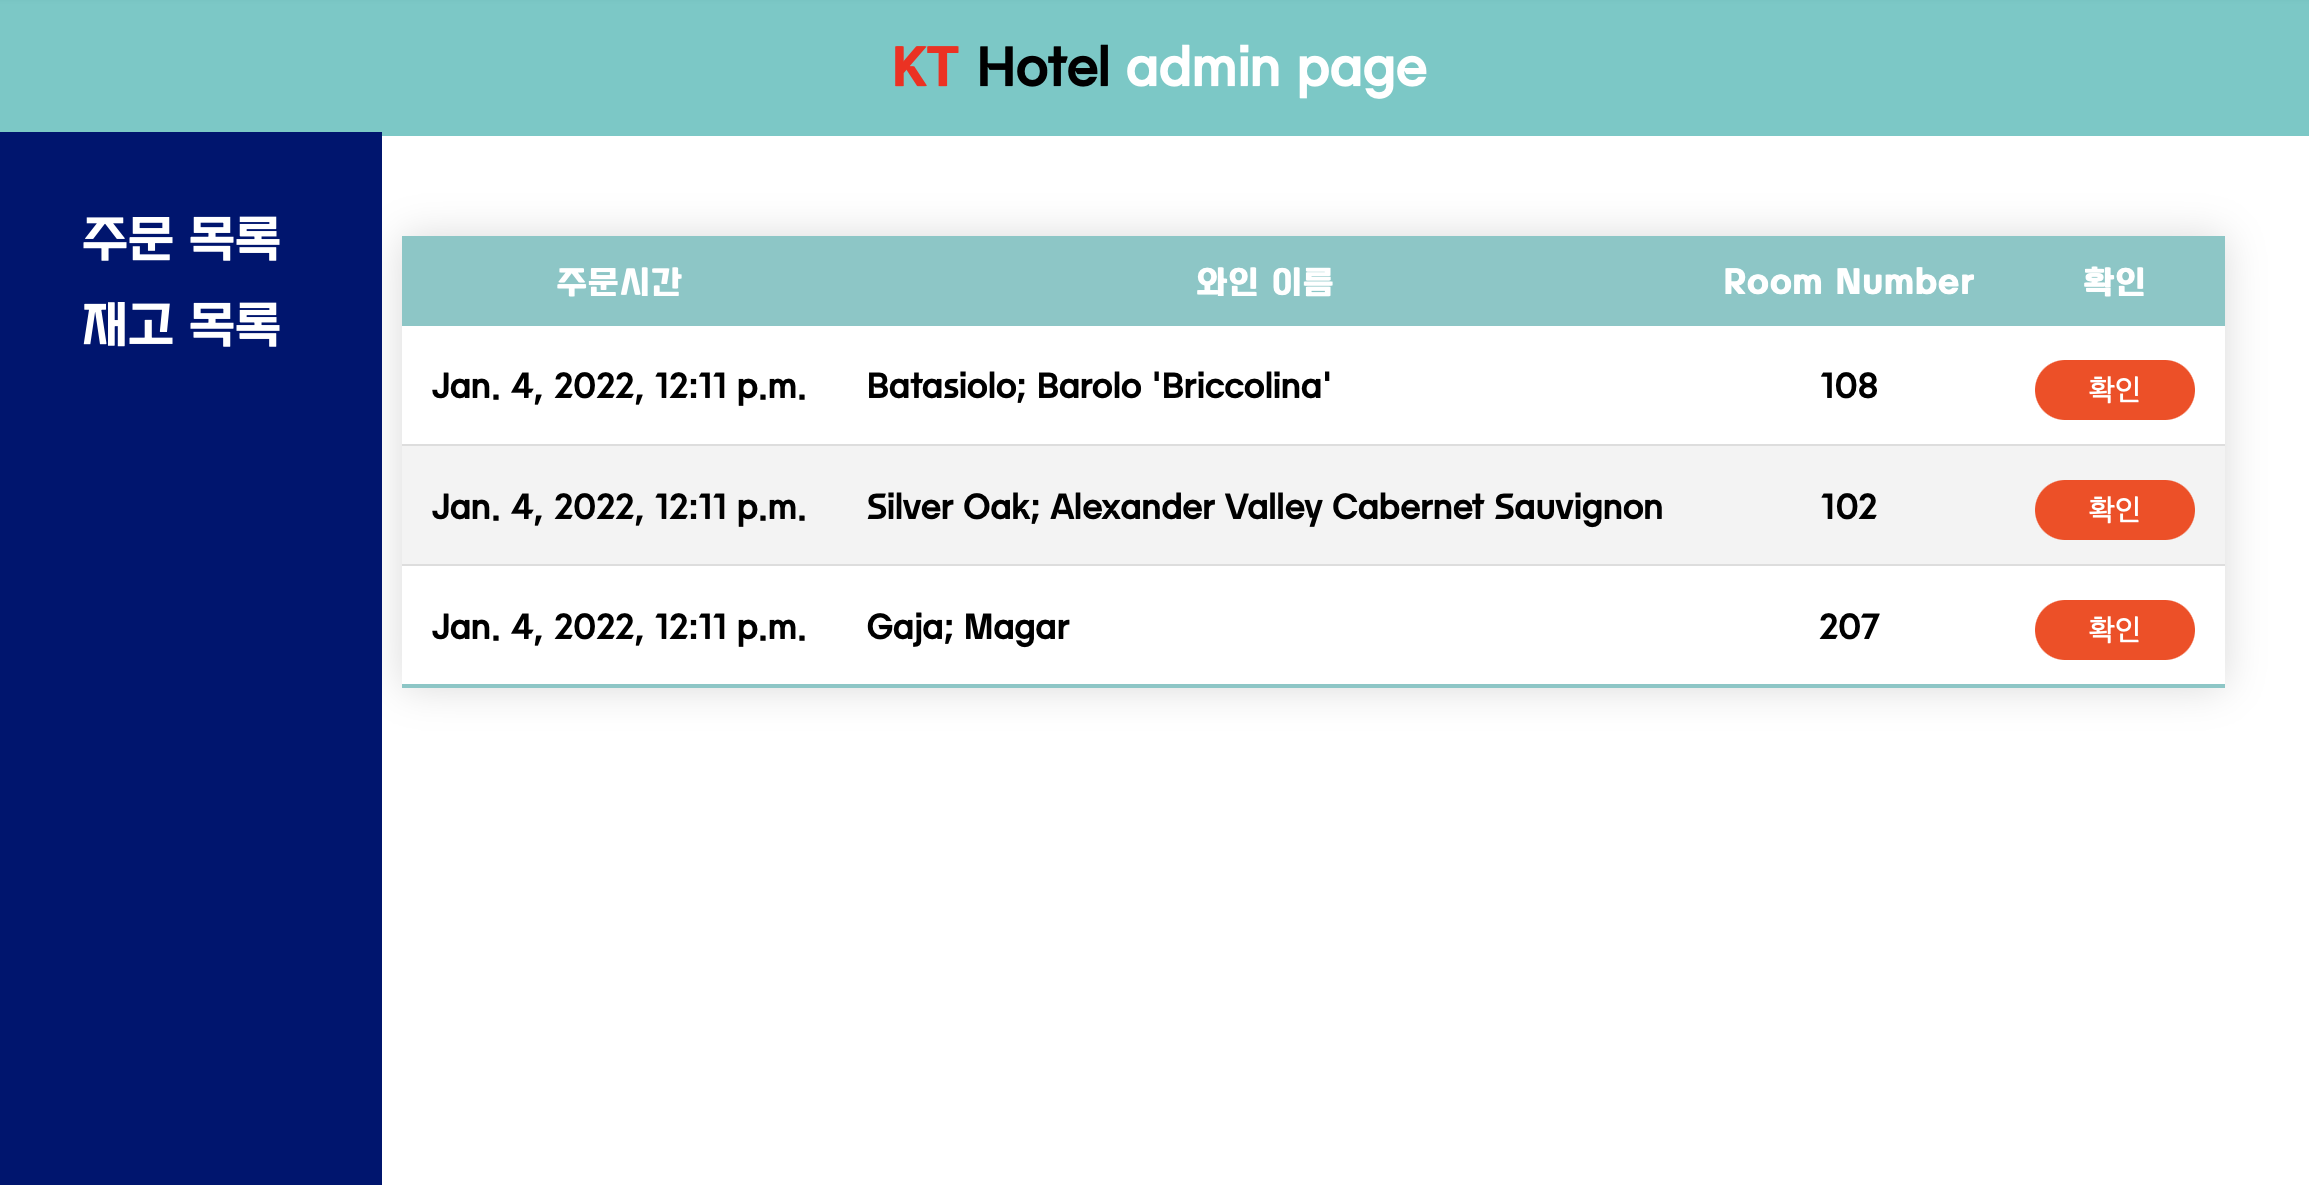 KT Hotel admin page
주문 목록
재고 목록
주문시간 와인 이름 Room Number 확인
Jan. 4, 2022, 12:11 p.m. Batasiolo; Barolo 'Briccolina' 108 확인
Jan. 4, 2022, 12:11 p.m. Silver Oak; Alexander Valley Cabernet Sauvignon 102 확인
Jan. 4, 2022, 12:11 p.m. Gaja; Magar 207 확인